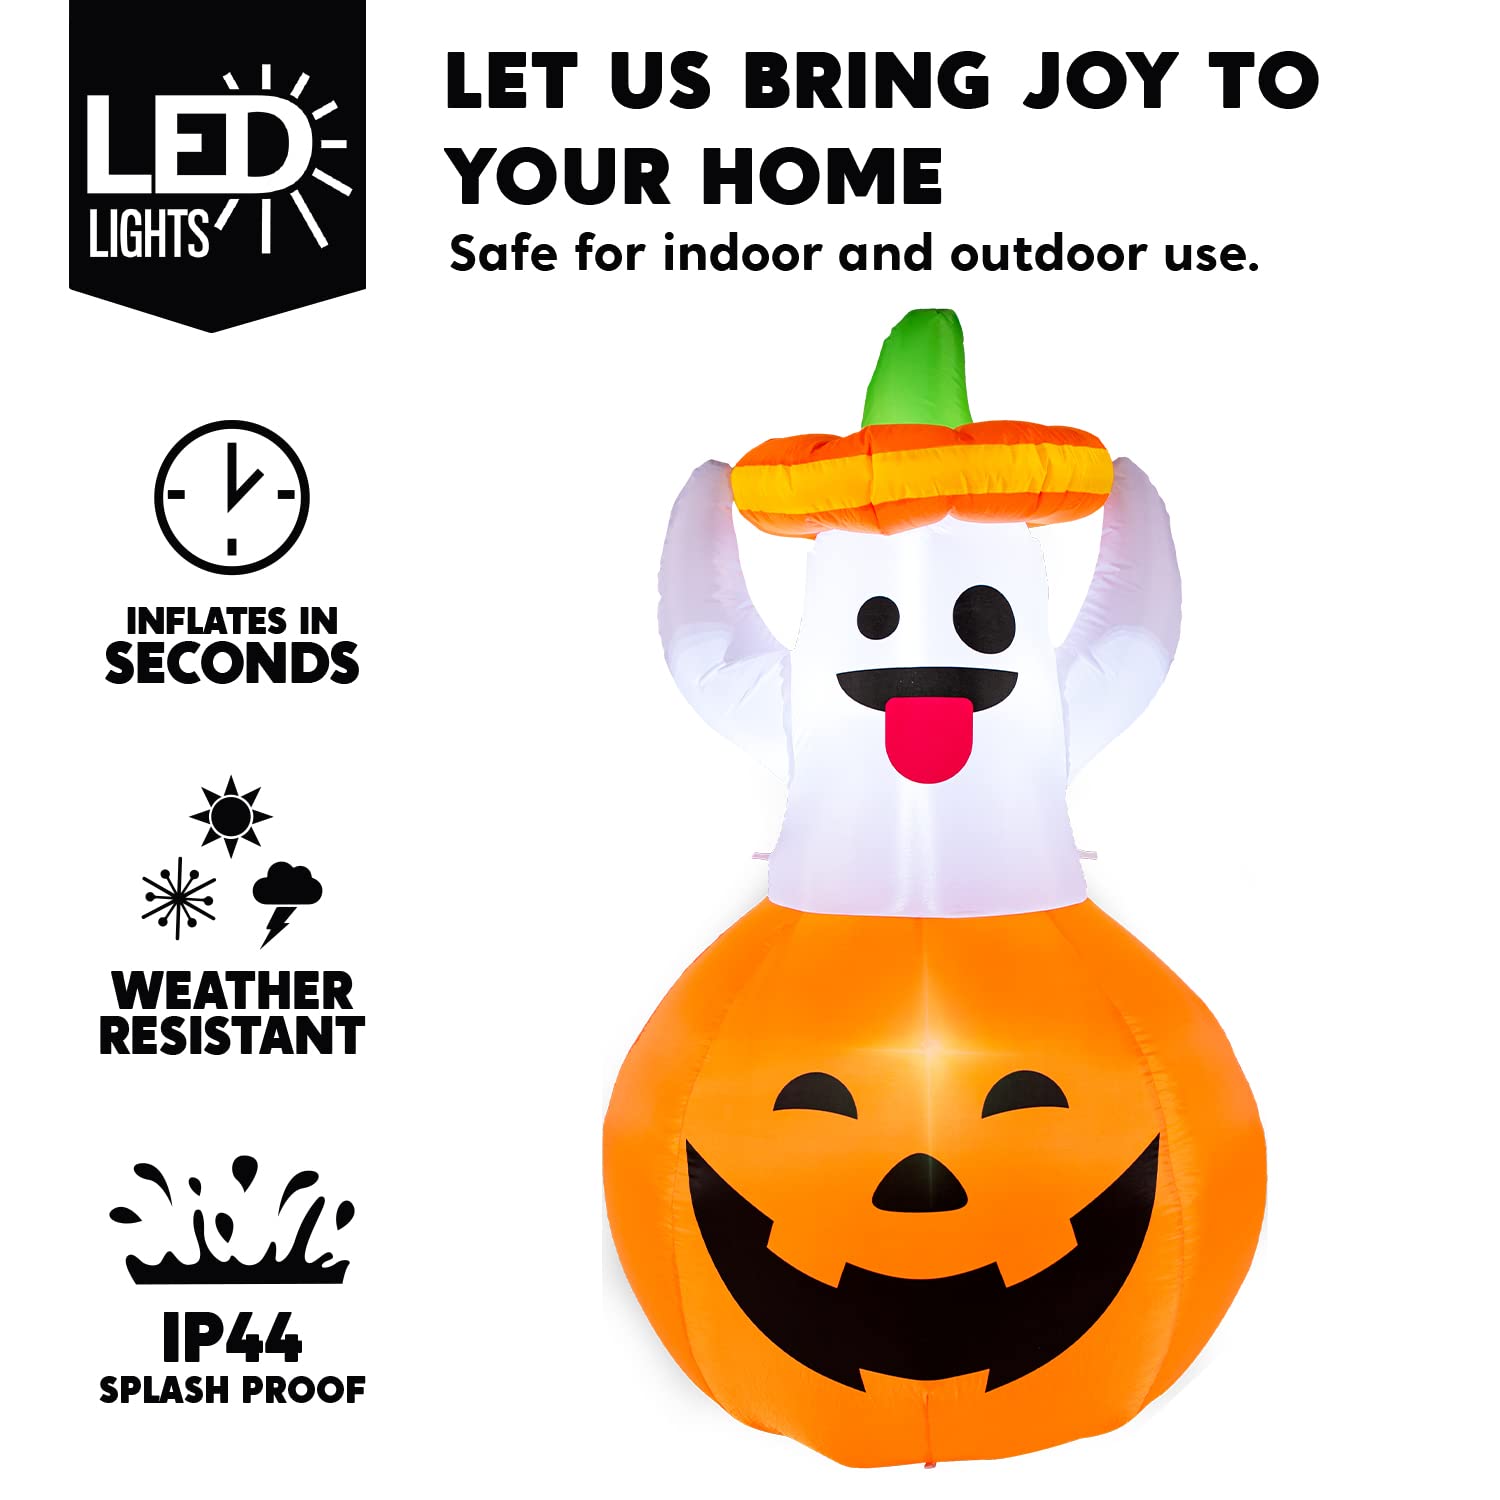 LED
LIGHTS
LET US BRING JOY TO
YOUR HOME
Safe for indoor and outdoor use.
INFLATES IN
SECONDS
WEATHER
RESISTANT
IP44
SPLASH PROOF